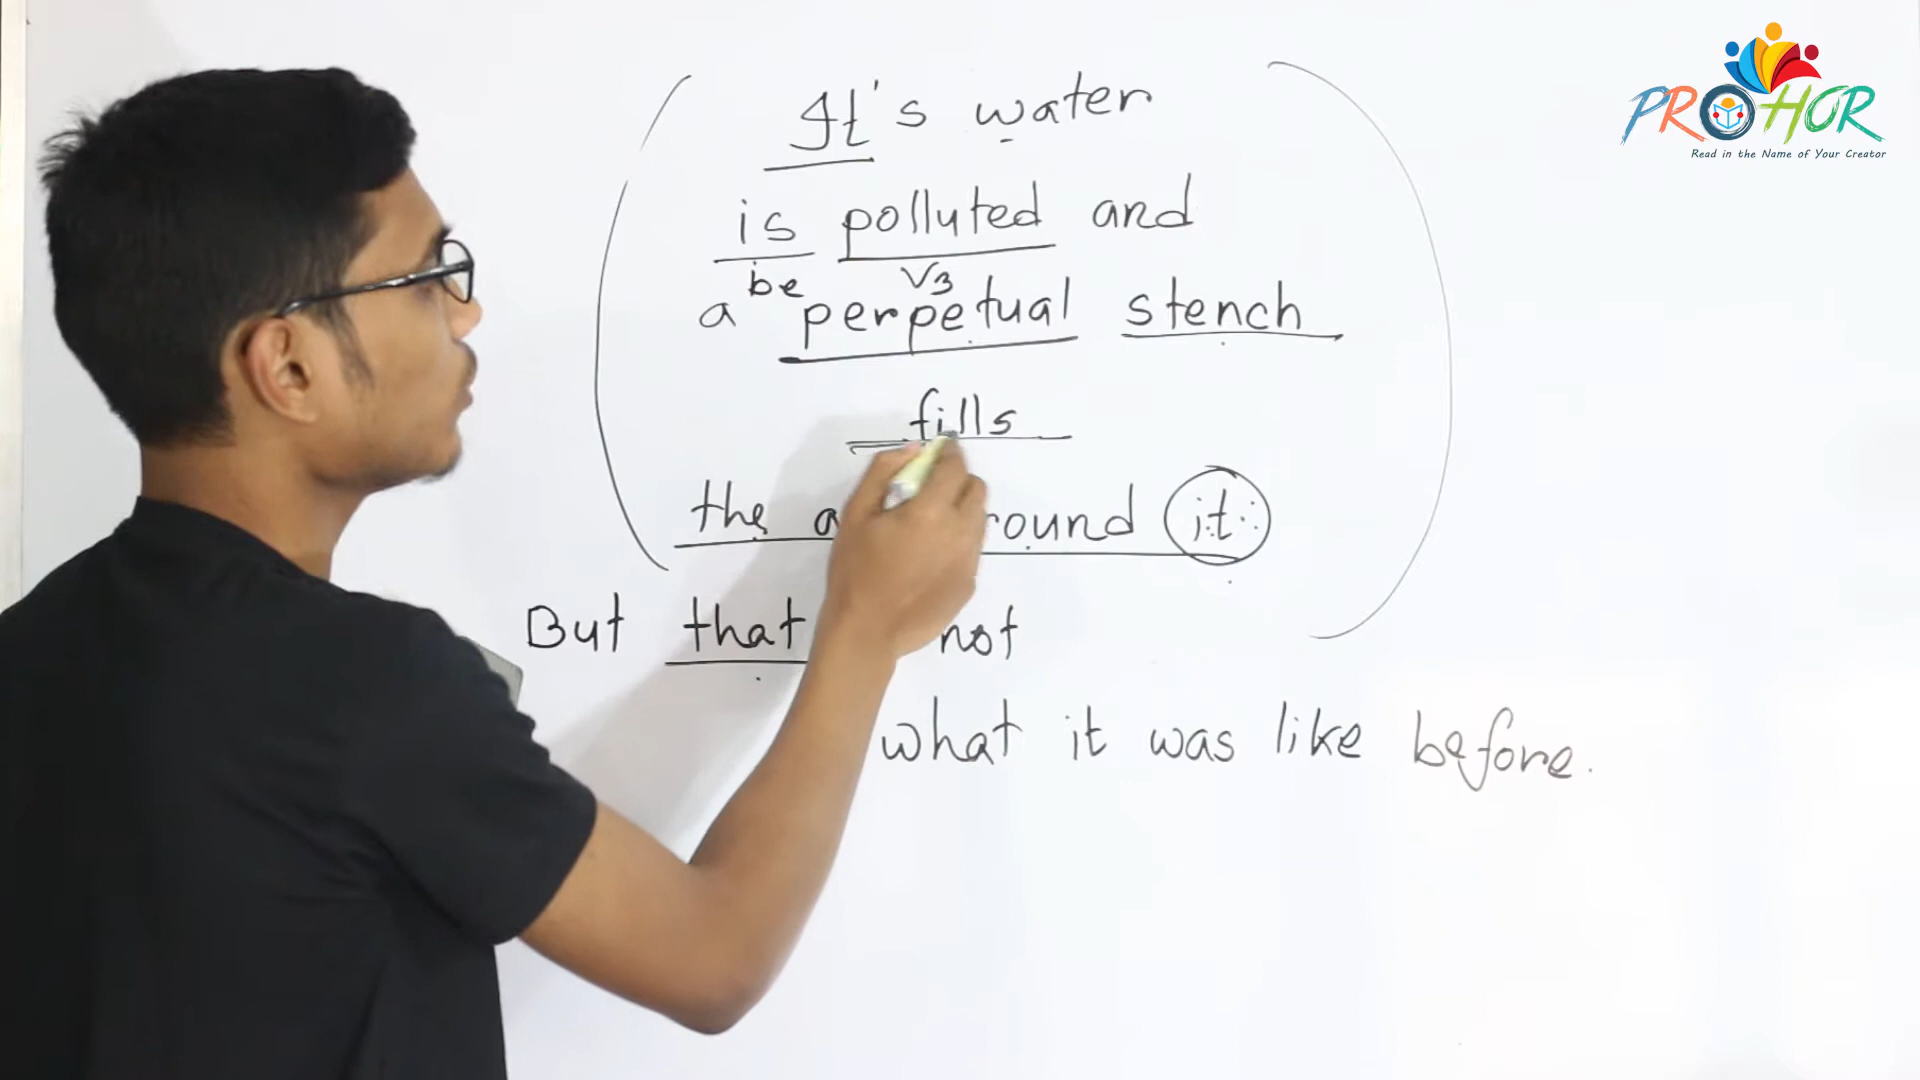 It's water
is polluted and
be V3
a perpetual stench
fills
the it
But that not
what it was like before.
PROHOR
Read in the Name of Your Creator